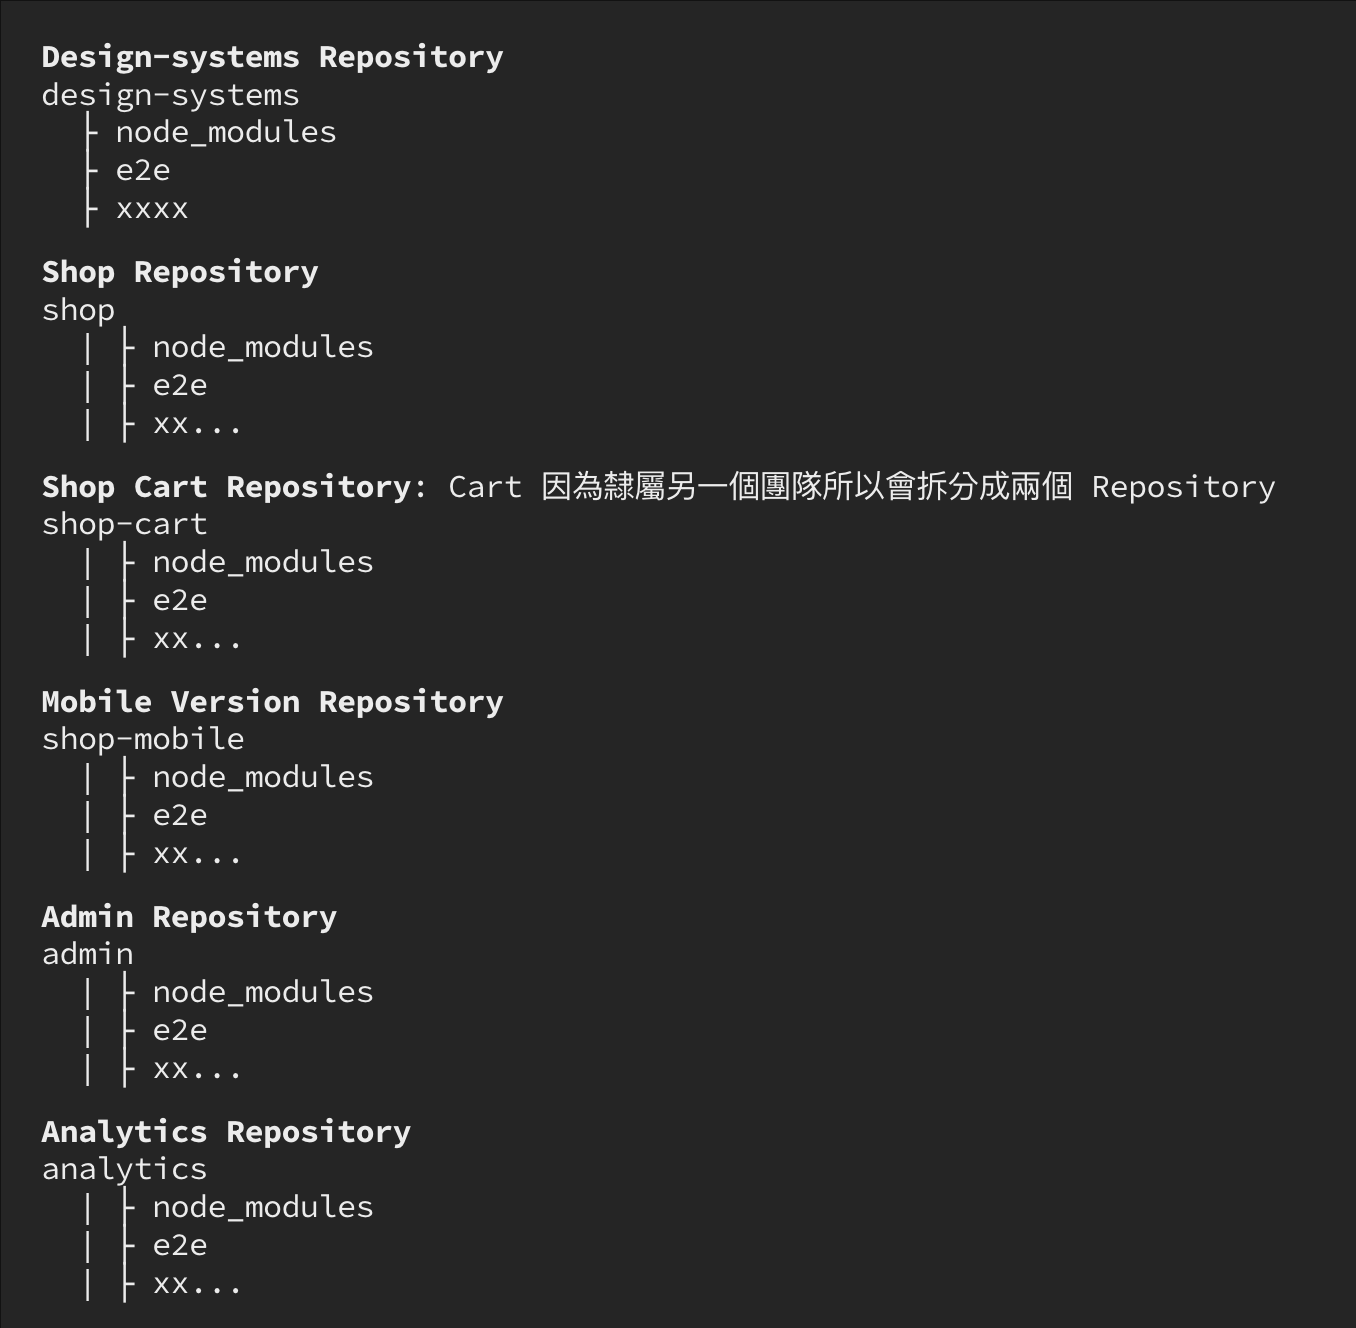 Design-systems Repository
design-systems
  ├ node_modules
  ├ e2e
  ├ xxxx
Shop Repository
shop
  | ├ node_modules
  | ├ e2e
  | ├ xx...
Shop Cart Repository: Cart 因為隸屬另一個團隊所以會拆分成兩個 Repository
shop-cart
  | ├ node_modules
  | ├ e2e
  | ├ xx...
Mobile Version Repository
shop-mobile
  | ├ node_modules
  | ├ e2e
  | ├ xx...
Admin Repository
admin
  | ├ node_modules
  | ├ e2e
  | ├ xx...
Analytics Repository
analytics
  | ├ node_modules
  | ├ e2e
  | ├ xx...